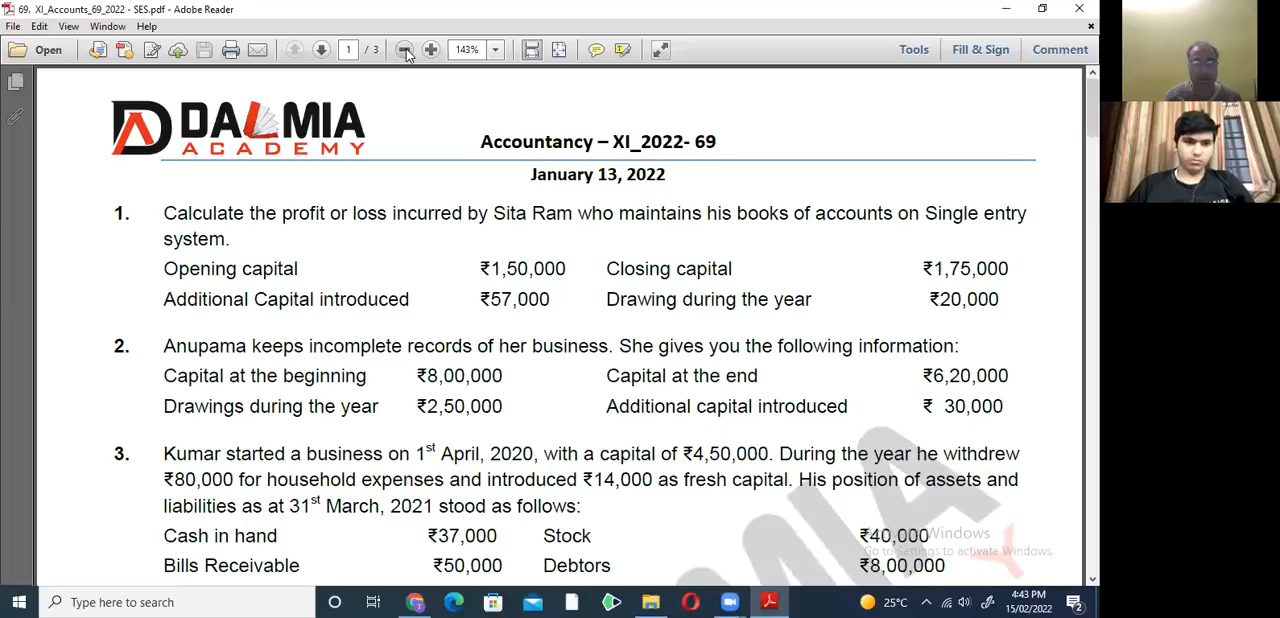 69. XI_Accounts_69_2022 - SES.pdf - Adobe Reader
File Edit View Window Help
Open 1 / 3 143% Tools Fill & Sign Comment
DALMIA
ACADEMY
Accountancy – XI_2022- 69
January 13, 2022
1. Calculate the profit or loss incurred by Sita Ram who maintains his books of accounts on Single entry
system.
Opening capital ₹1,50,000 Closing capital ₹1,75,000
Additional Capital introduced ₹57,000 Drawing during the year ₹20,000
2. Anupama keeps incomplete records of her business. She gives you the following information:
Capital at the beginning ₹8,00,000 Capital at the end ₹6,20,000
Drawings during the year ₹2,50,000 Additional capital introduced ₹ 30,000
3. Kumar started a business on 1st April, 2020, with a capital of ₹4,50,000. During the year he withdrew
₹80,000 for household expenses and introduced ₹14,000 as fresh capital. His position of assets and
liabilities as at 31st March, 2021 stood as follows:
Cash in hand ₹37,000 Stock ₹40,000
Bills Receivable ₹50,000 Debtors ₹8,00,000
Windows
Go to Settings to activate Windows.
Type here to search 25°C 4:43 PM
15/02/2022 2